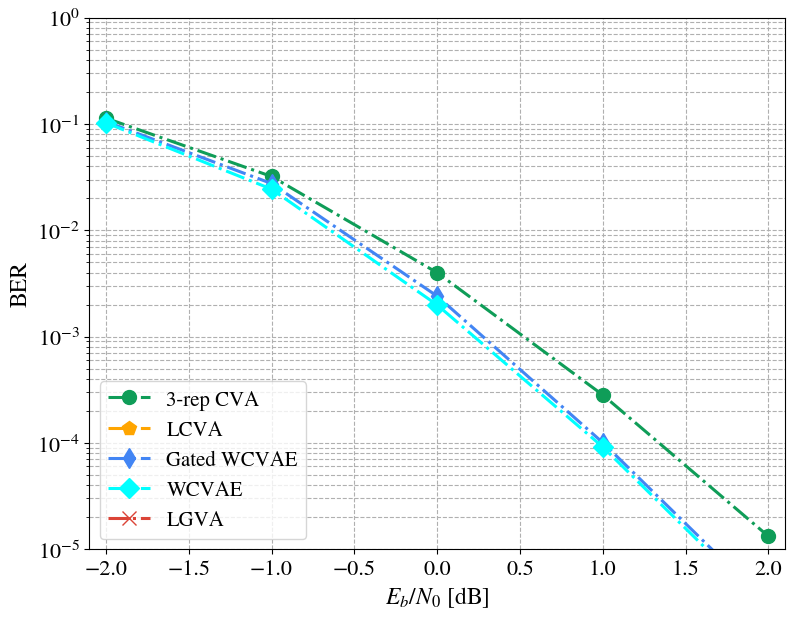 10⁰
10⁻¹
10⁻²
10⁻³
10⁻⁴
10⁻⁵
BER
3-rep CVA
LCVA
Gated WCVAE
WCVAE
LGVA
−2.0 −1.5 −1.0 −0.5 0.0 0.5 1.0 1.5 2.0
E_b/N_0 [dB]